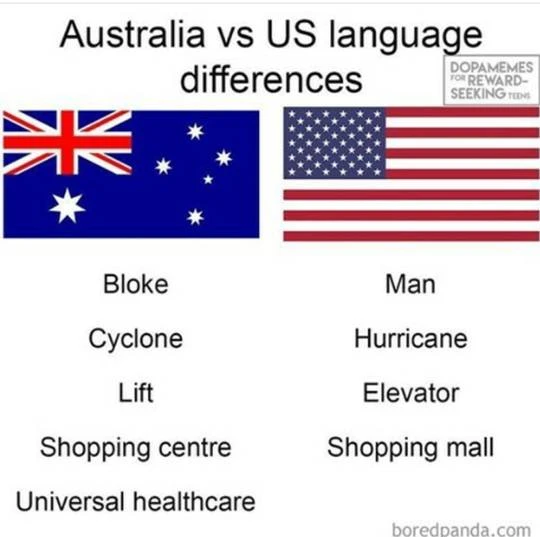 Australia vs US language
differences
DOPAMEMES
FOR REWARD-
SEEKING TEENS
Bloke Man
Cyclone Hurricane
Lift Elevator
Shopping centre Shopping mall
Universal healthcare
boredpanda.com